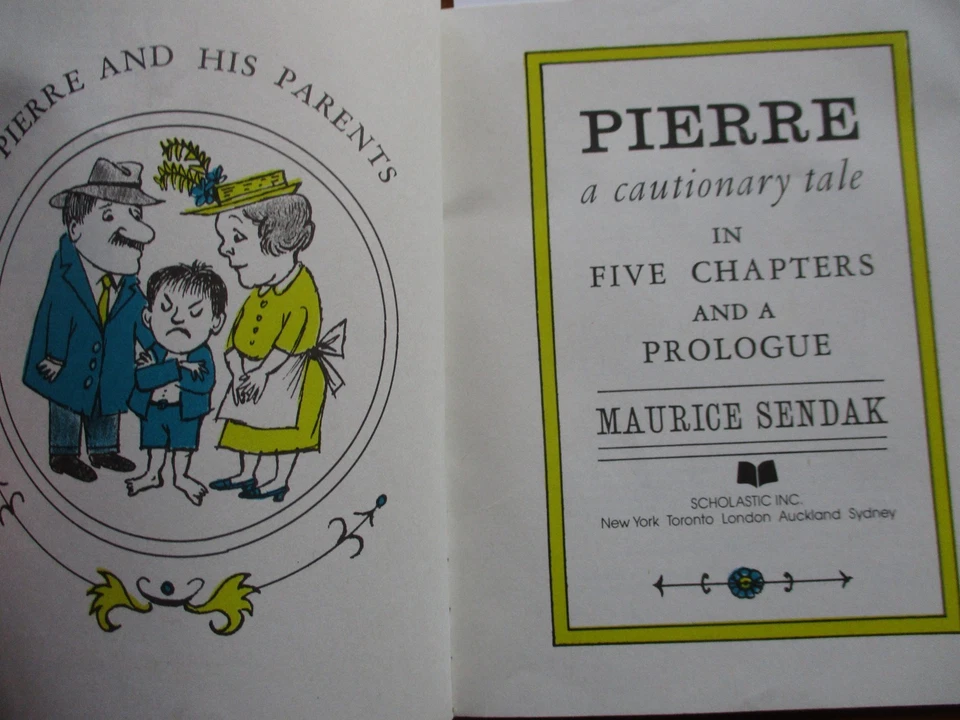 PIERRE AND HIS PARENTS
PIERRE
a cautionary tale
IN
FIVE CHAPTERS
AND A
PROLOGUE
MAURICE SENDAK
SCHOLASTIC INC.
New York Toronto London Auckland Sydney